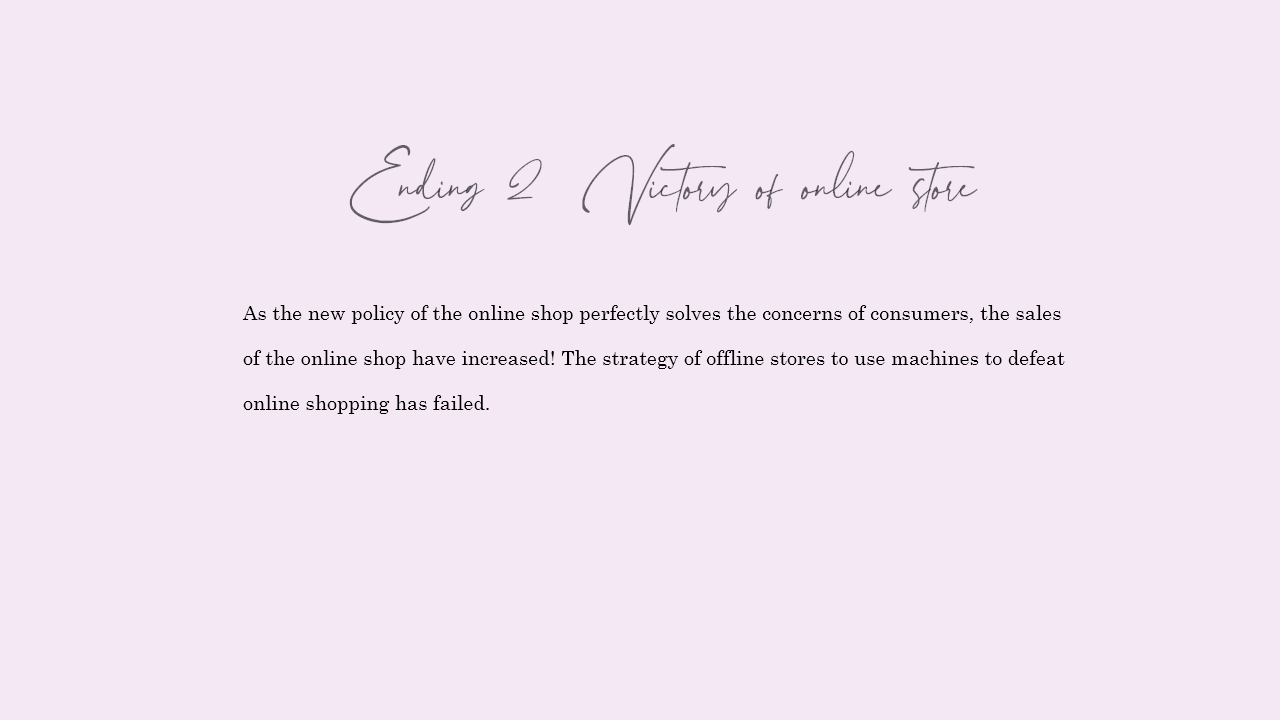 Ending 2 Victory of online store
As the new policy of the online shop perfectly solves the concerns of consumers, the sales
of the online shop have increased! The strategy of offline stores to use machines to defeat
online shopping has failed.